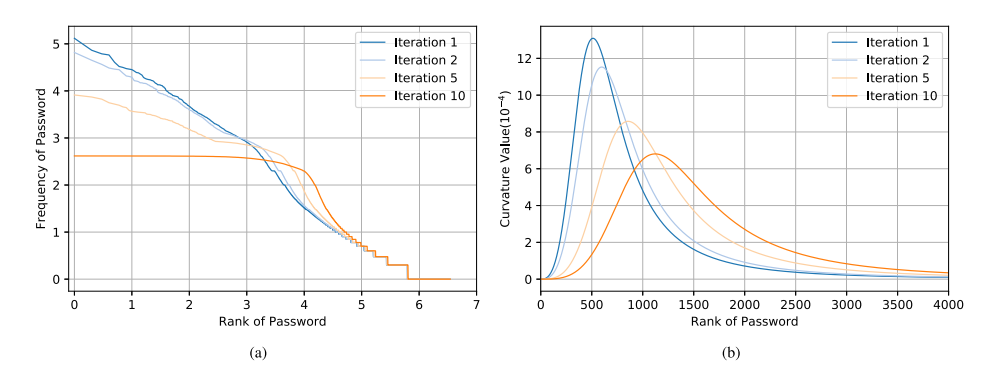 5
4
3
2
1
0
0
1
2
3
4
5
6
7
Frequency of Password
Rank of Password
Iteration 1
Iteration 2
Iteration 5
Iteration 10
(a)
12
10
8
6
4
2
0
0
500
1000
1500
2000
2500
3000
3500
4000
Curvature Value(10⁻⁴)
Rank of Password
Iteration 1
Iteration 2
Iteration 5
Iteration 10
(b)